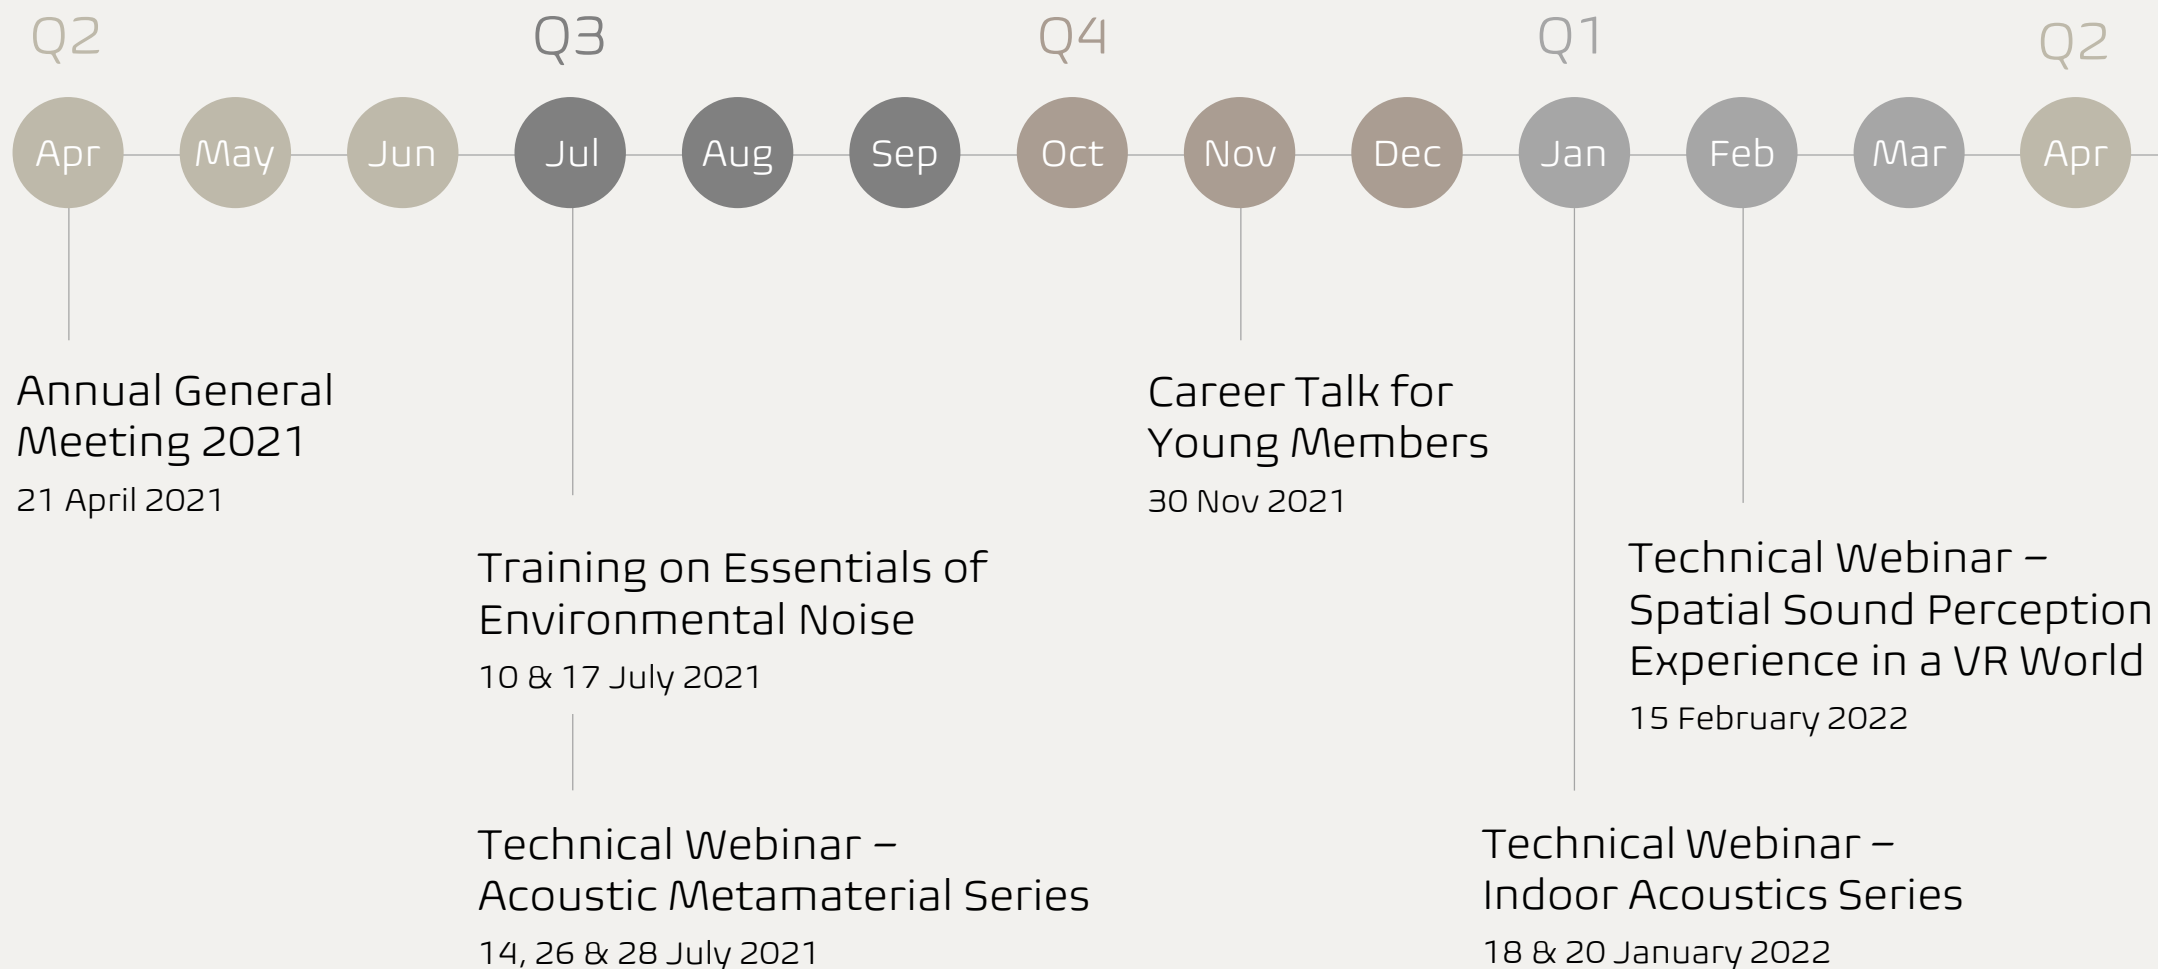 Q2
Q3
Q4
Q1
Q2
Apr
May
Jun
Jul
Aug
Sep
Oct
Nov
Dec
Jan
Feb
Mar
Apr
Annual General
Meeting 2021
21 April 2021
Training on Essentials of
Environmental Noise
10 & 17 July 2021
Technical Webinar –
Acoustic Metamaterial Series
14, 26 & 28 July 2021
Career Talk for
Young Members
30 Nov 2021
Technical Webinar –
Indoor Acoustics Series
18 & 20 January 2022
Technical Webinar –
Spatial Sound Perception
Experience in a VR World
15 February 2022